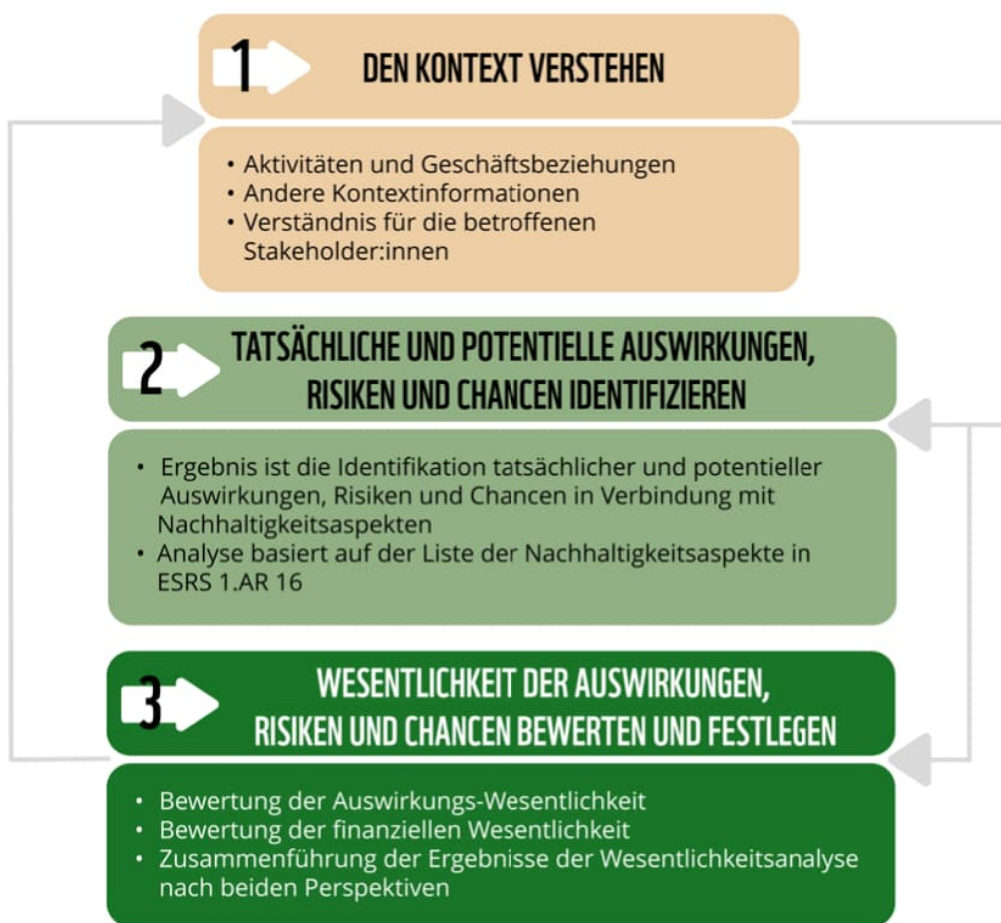 1
DEN KONTEXT VERSTEHEN
• Aktivitäten und Geschäftsbeziehungen
• Andere Kontextinformationen
• Verständnis für die betroffenen
Stakeholder:innen
2
TATSÄCHLICHE UND POTENTIELLE AUSWIRKUNGEN,
RISIKEN UND CHANCEN IDENTIFIZIEREN
• Ergebnis ist die Identifikation tatsächlicher und potentieller
Auswirkungen, Risiken und Chancen in Verbindung mit
Nachhaltigkeitsaspekten
• Analyse basiert auf der Liste der Nachhaltigkeitsaspekte in
ESRS 1.AR 16
3
WESENTLICHKEIT DER AUSWIRKUNGEN,
RISIKEN UND CHANCEN BEWERTEN UND FESTLEGEN
• Bewertung der Auswirkungs-Wesentlichkeit
• Bewertung der finanziellen Wesentlichkeit
• Zusammenführung der Ergebnisse der Wesentlichkeitsanalyse
nach beiden Perspektiven